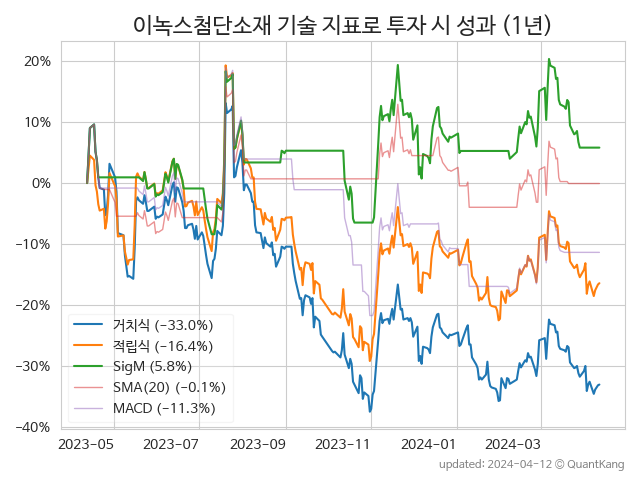 이녹스첨단소재 기술 지표로 투자 시 성과 (1년)
20%
10%
0%
−10%
−20%
−30%
−40%
거치식 (−33.0%)
적립식 (−16.4%)
SigM (5.8%)
SMA(20) (−0.1%)
MACD (−11.3%)
2023-05
2023-07
2023-09
2023-11
2024-01
2024-03
updated: 2024-04-12 © QuantKang